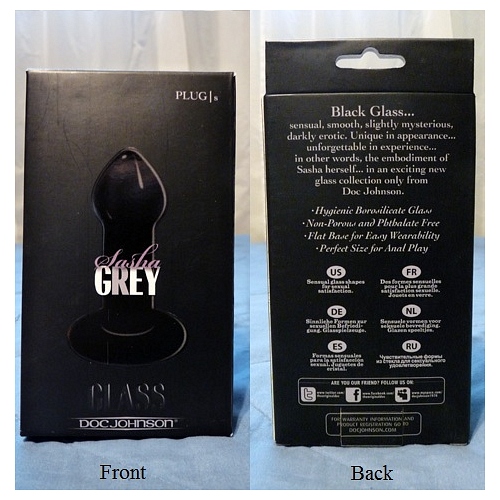 PLUG|s
Sasha
GREY
GLASS
DOC JOHNSON®
Front
Black Glass...
sensual, smooth, slightly mysterious,
darkly erotic. Unique in appearance...
unforgettable in experience...
in other words, the embodiment of
Sasha herself... in an exciting new
glass collection only from
Doc Johnson.
· Hygienic Borosilicate Glass
· Non-Porous and Phthalate Free
· Flat Base for Easy Wearability
· Perfect Size for Anal Play
US
Sensual glass shapes
for sensual
satisfaction.
FR
Des formes sensuelles
pour la plus grande
satisfaction sexuelle.
Jouets en verre.
DE
Sinnliche Formen zur
sexuellen Befriedi-
gung. Glasspielzeuge.
NL
Sensuele vormen voor
seksuele bevrediging.
Glazen speeltjes.
ES
Formas sensuales
para la satisfacción
sexual. Juguetes de
cristal.
RU
Чувствительные формы
из стекла для сексуального
удовлетворения.
ARE YOU OUR FRIEND? FOLLOW US ON:
FOR WARRANTY INFORMATION AND
PRODUCT REGISTRATION GO TO
DOCJOHNSON.COM
Back